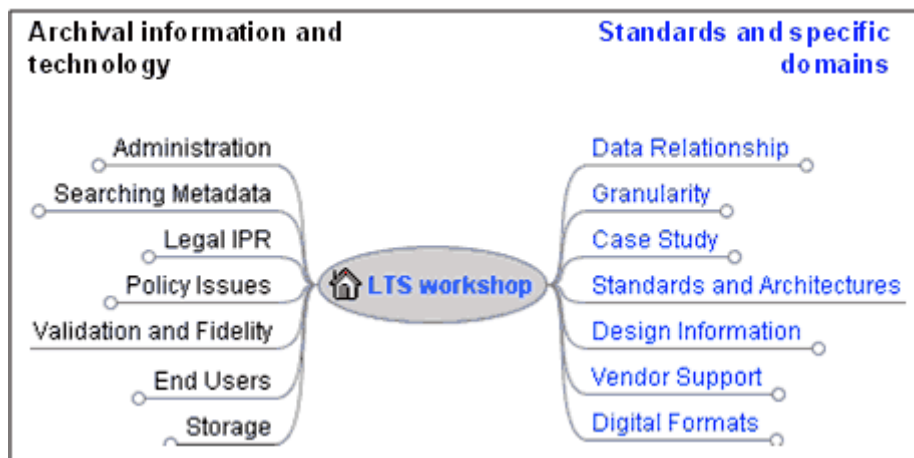 Archival information and
technology
Standards and specific
domains
Administration
Searching Metadata
Legal IPR
Policy Issues
Validation and Fidelity
End Users
Storage
LTS workshop
Data Relationship
Granularity
Case Study
Standards and Architectures
Design Information
Vendor Support
Digital Formats